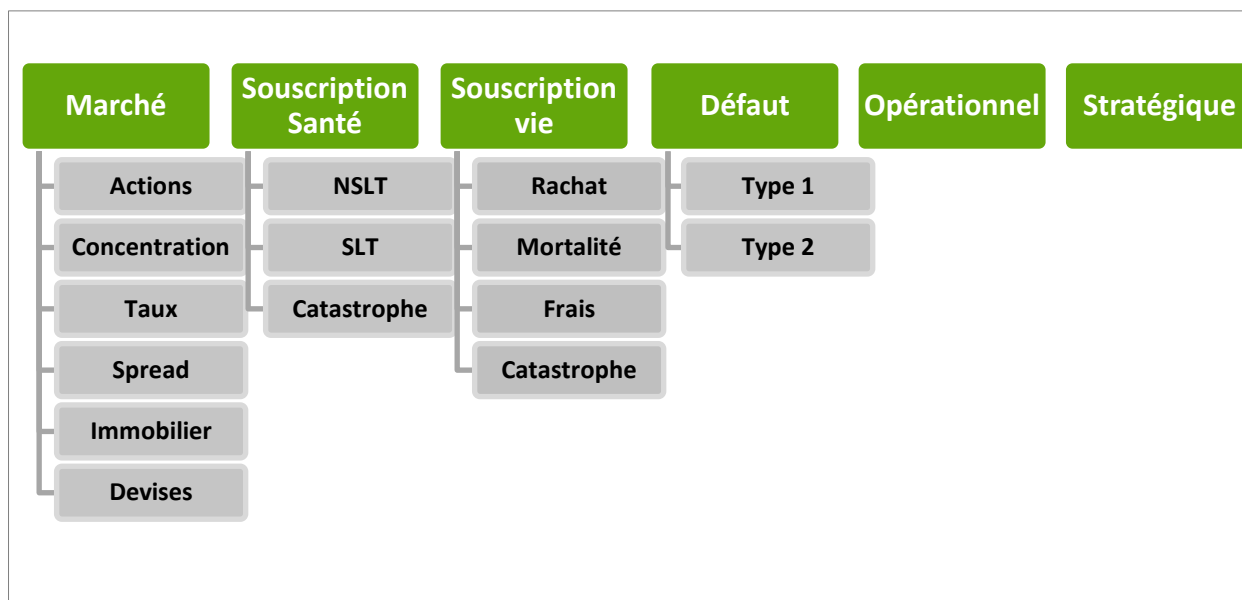 Marché
Souscription
Santé
Souscription
vie
Défaut
Opérationnel
Stratégique
Actions
Concentration
Taux
Spread
Immobilier
Devises
NSLT
SLT
Catastrophe
Rachat
Mortalité
Frais
Catastrophe
Type 1
Type 2